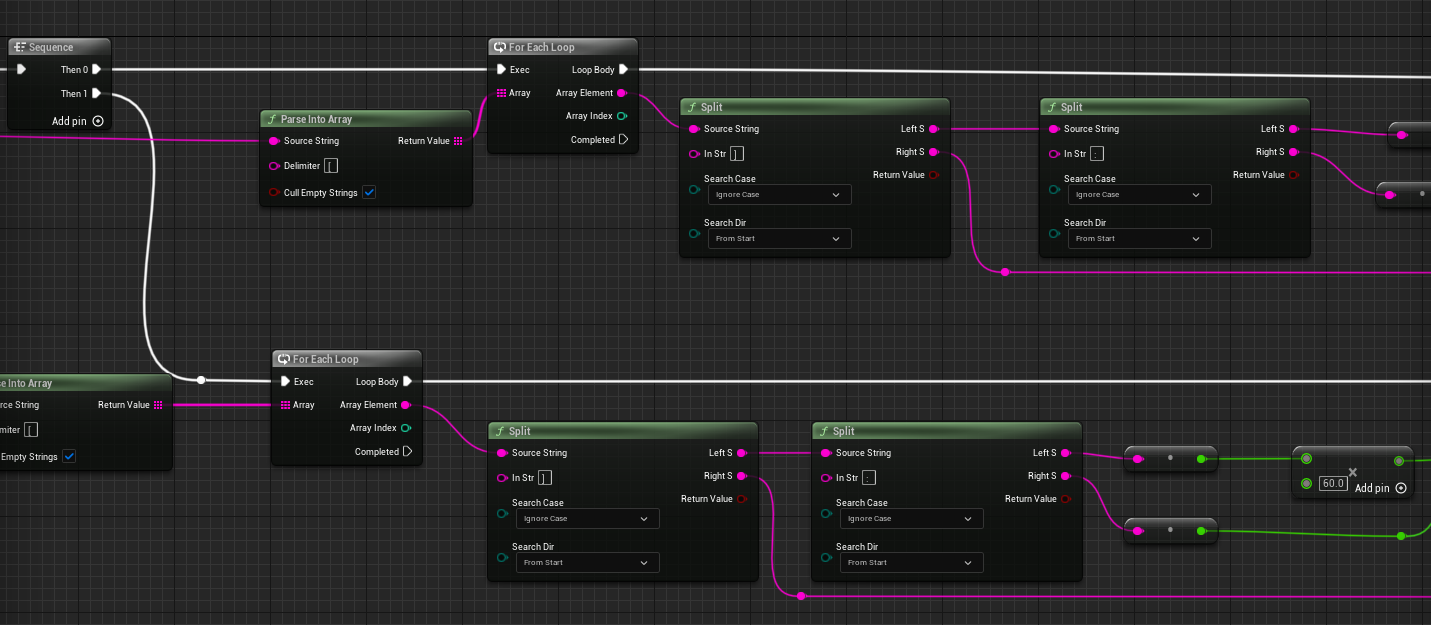 Sequence
Then 0
Then 1
Add pin
Parse Into Array
Source String
Return Value
Delimiter [
Cull Empty Strings
For Each Loop
Exec
Loop Body
Array
Array Element
Array Index
Completed
Split
Source String
Left S
In Str ]
Right S
Return Value
Search Case
Ignore Case
Search Dir
From Start
Split
Source String
Left S
In Str :
Right S
Return Value
Search Case
Ignore Case
Search Dir
From Start
e Into Array
rce String
Return Value
miter [
Empty Strings
For Each Loop
Exec
Loop Body
Array
Array Element
Array Index
Completed
Split
Source String
Left S
In Str ]
Right S
Return Value
Search Case
Ignore Case
Search Dir
From Start
Split
Source String
Left S
In Str :
Right S
Return Value
Search Case
Ignore Case
Search Dir
From Start
60.0
Add pin